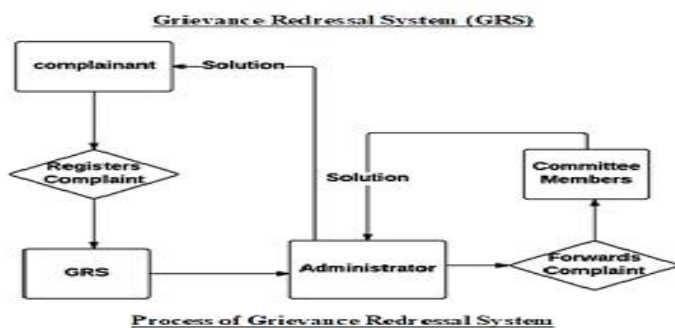 Grievance Redressal System (GRS)
complainant
Solution
Registers
Complaint
Committee
Members
Solution
GRS
Administrator
Forwards
Complaint
Process of Grievance Redressal System